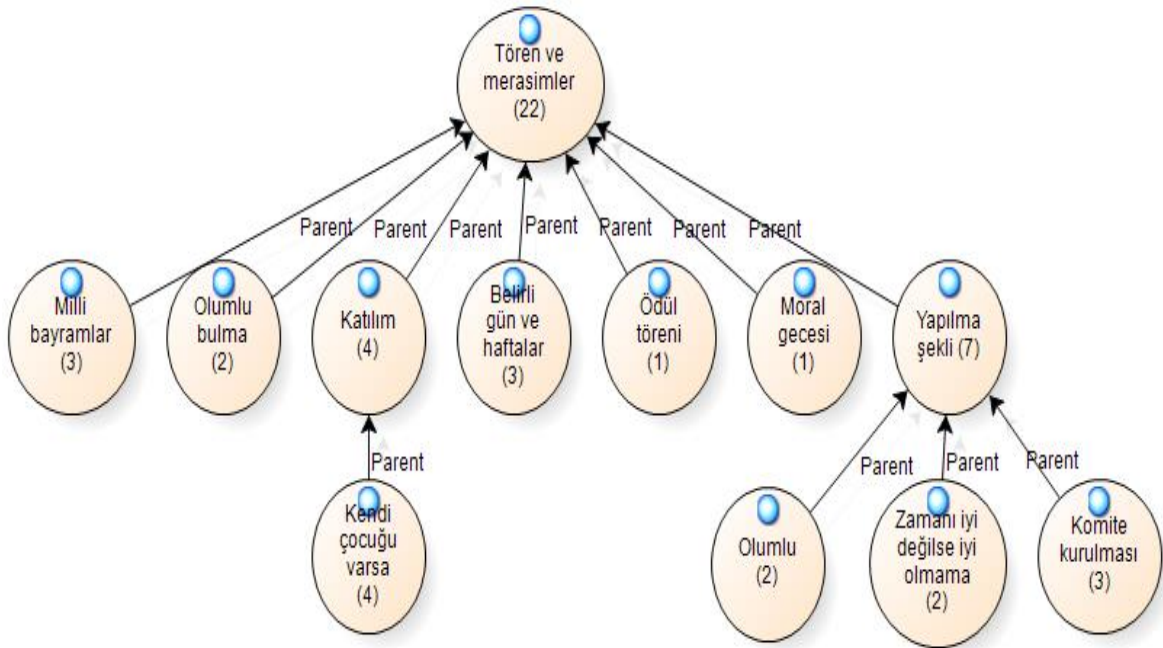 Tören ve
merasimler
(22)
Parent
Parent
Parent
Parent
Parent
Parent
Parent
Milli
bayramlar
(3)
Olumlu
bulma
(2)
Katılım
(4)
Belirli
gün ve
haftalar
(3)
Ödül
töreni
(1)
Moral
gecesi
(1)
Yapılma
şekli (7)
Parent
Parent
Parent
Parent
Kendi
çocuğu
varsa
(4)
Olumlu
(2)
Zamanı iyi
değilse iyi
olmama
(2)
Komite
kurulması
(3)